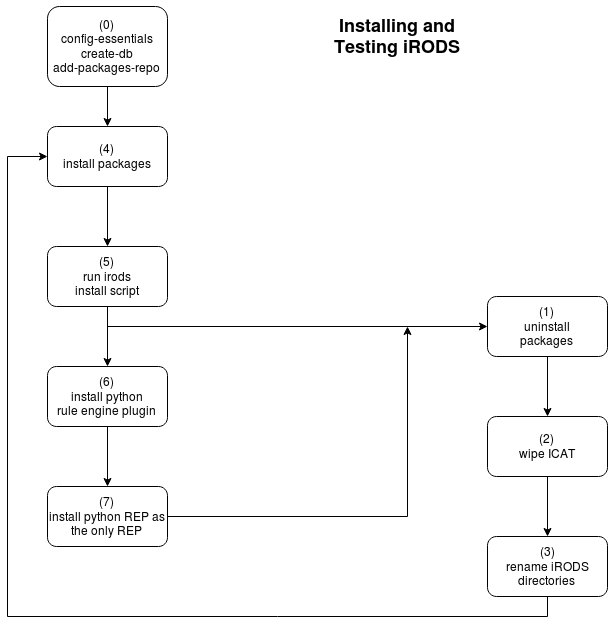 Installing and
Testing iRODS
(0)
config-essentials
create-db
add-packages-repo
(4)
install packages
(5)
run irods
install script
(1)
uninstall
packages
(6)
install python
rule engine plugin
(2)
wipe ICAT
(7)
install python REP as
the only REP
(3)
rename iRODS
directories